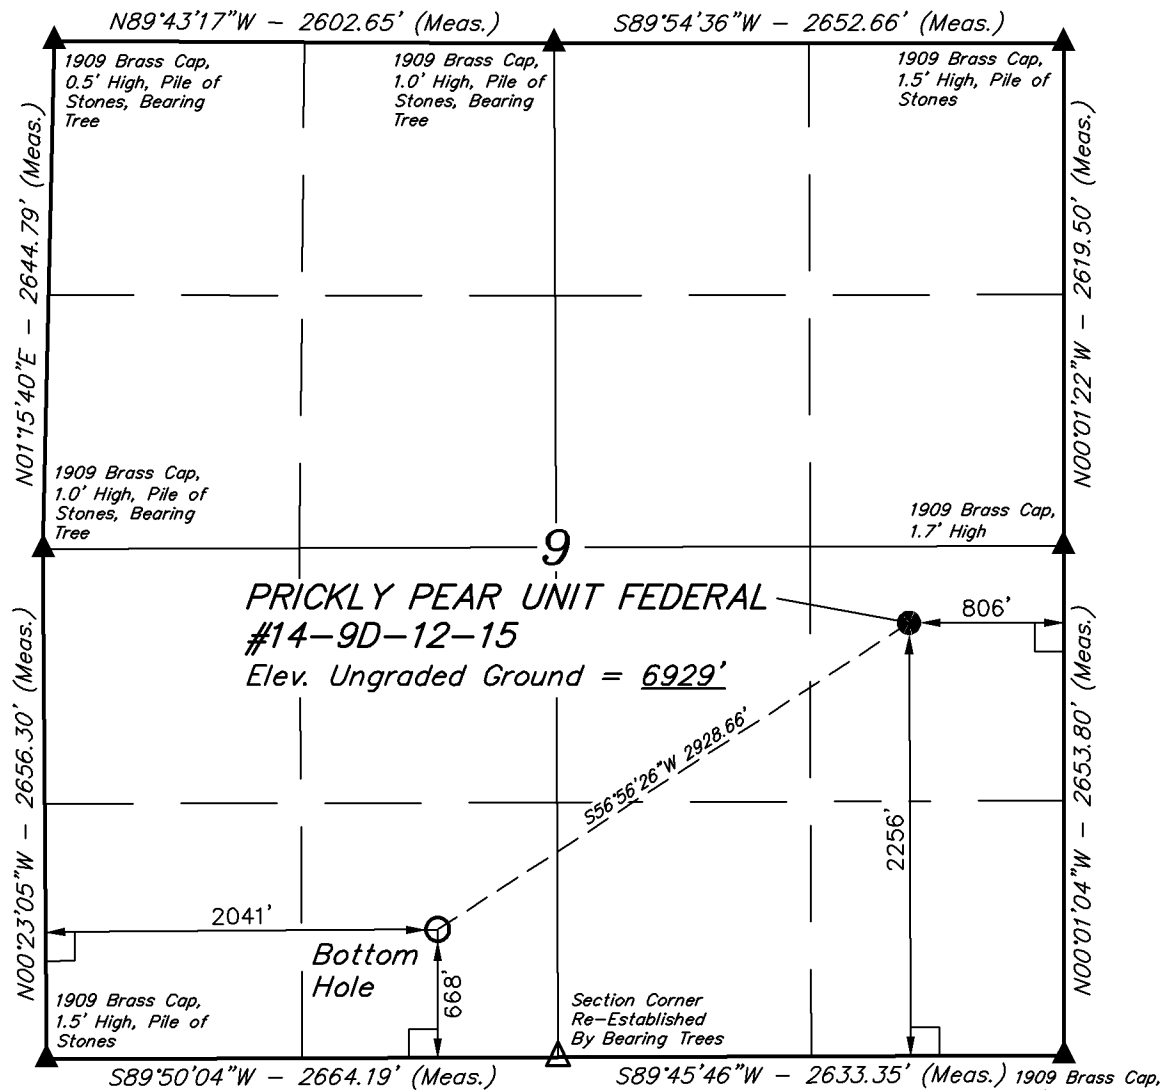 N89°43'17"W - 2602.65' (Meas.)
S89°54'36"W - 2652.66' (Meas.)
1909 Brass Cap,
0.5' High, Pile of
Stones, Bearing
Tree
1909 Brass Cap,
1.0' High, Pile of
Stones, Bearing
Tree
1909 Brass Cap,
1.5' High, Pile of
Stones
N01°15'40"E - 2644.79' (Meas.)
N00°01'22"W - 2619.50' (Meas.)
1909 Brass Cap,
1.0' High, Pile of
Stones, Bearing
Tree
1909 Brass Cap,
1.7' High
9
PRICKLY PEAR UNIT FEDERAL
#14-9D-12-15
Elev. Ungraded Ground = 6929'
806'
S56°56'26"W 2928.66'
2256'
N00°23'05"W - 2656.30' (Meas.)
N00°01'04"W - 2653.80' (Meas.)
2041'
Bottom
Hole
668'
1909 Brass Cap,
1.5' High, Pile of
Stones
Section Corner
Re-Established
By Bearing Trees
S89°50'04"W - 2664.19' (Meas.)
S89°45'46"W - 2633.35' (Meas.)
1909 Brass Cap,